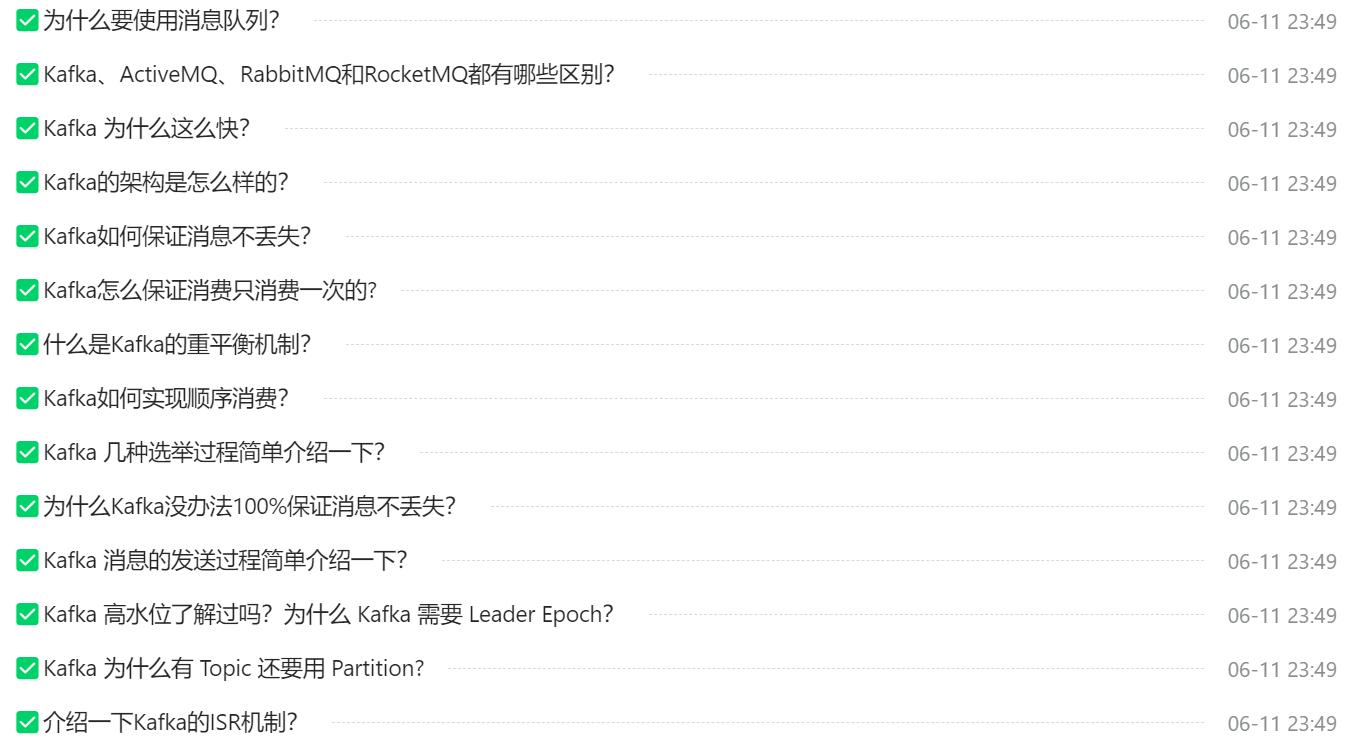 为什么要使用消息队列？ 06-11 23:49
Kafka、ActiveMQ、RabbitMQ和RocketMQ都有哪些区别？ 06-11 23:49
Kafka 为什么这么快？ 06-11 23:49
Kafka的架构是怎么样的？ 06-11 23:49
Kafka如何保证消息不丢失？ 06-11 23:49
Kafka怎么保证消费只消费一次的? 06-11 23:49
什么是Kafka的重平衡机制？ 06-11 23:49
Kafka如何实现顺序消费？ 06-11 23:49
Kafka 几种选举过程简单介绍一下？ 06-11 23:49
为什么Kafka没办法100%保证消息不丢失？ 06-11 23:49
Kafka 消息的发送过程简单介绍一下？ 06-11 23:49
Kafka 高水位了解过吗？为什么 Kafka 需要 Leader Epoch？ 06-11 23:49
Kafka 为什么有 Topic 还要用 Partition? 06-11 23:49
介绍一下Kafka的ISR机制？ 06-11 23:49